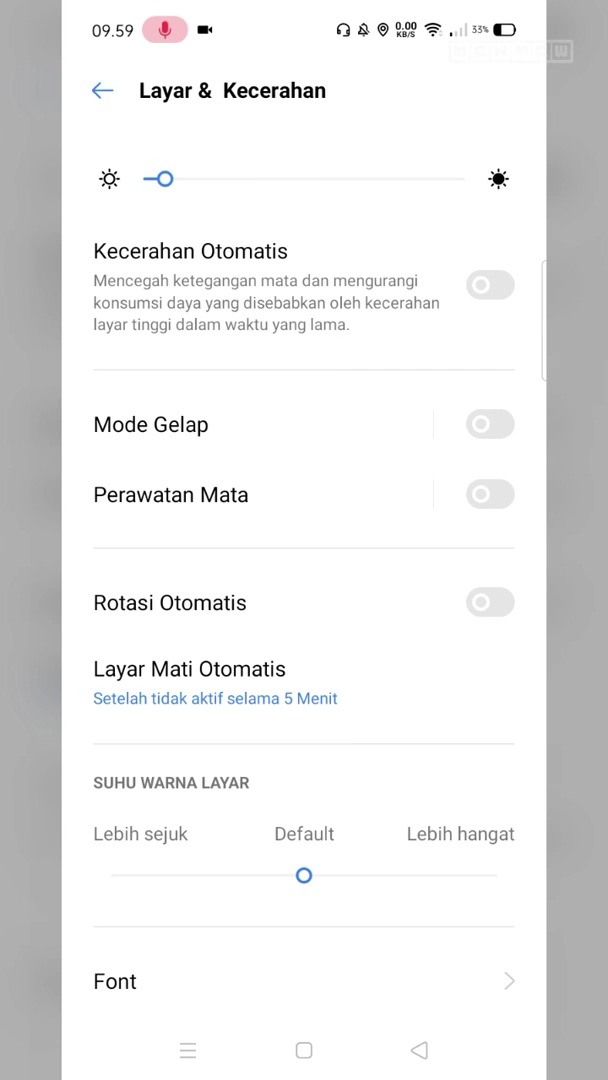 09.59
0.00
KB/S
33%
Layar & Kecerahan
Kecerahan Otomatis
Mencegah ketegangan mata dan mengurangi
konsumsi daya yang disebabkan oleh kecerahan
layar tinggi dalam waktu yang lama.
Mode Gelap
Perawatan Mata
Rotasi Otomatis
Layar Mati Otomatis
Setelah tidak aktif selama 5 Menit
SUHU WARNA LAYAR
Lebih sejuk
Default
Lebih hangat
Font